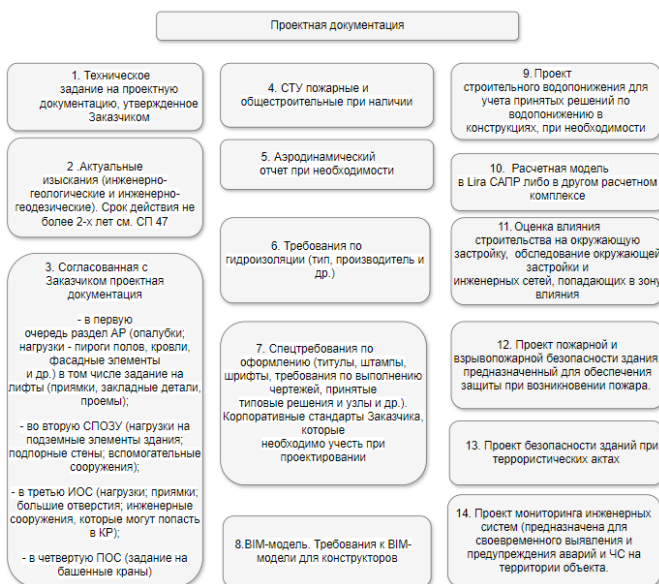 Проектная документация
1. Техническое
задание на проектную
документацию, утвержденное
Заказчиком
2 .Актуальные
изыскания (инженерно-
геологические и инженерно-
геодезические). Срок действия не
более 2-х лет см. СП 47
3. Согласованная с
Заказчиком проектная
документация
- в первую
очередь раздел АР (опалубки;
нагрузки - пироги полов, кровли,
фасадные элементы
и др.) в том числе задание на
лифты (приямки, закладные детали,
проемы);
- во вторую СПОЗУ (нагрузки на
подземные элементы здания;
подпорные стены; вспомогательные
сооружения);
- в третью ИОС (нагрузки; приямки;
большие отверстия; инженерные
сооружения, которые могут попасть
в КР);
- в четвертую ПОС (задание на
башенные краны)
4. СТУ пожарные и
общестроительные при наличии
5. Аэродинамический
отчет при необходимости
6. Требования по
гидроизоляции (тип, производитель и
др.)
7. Спецтребования по
оформлению (титулы, штампы,
шрифты, требования по выполнению
чертежей, принятые
типовые решения и узлы и др.).
Корпоративные стандарты Заказчика,
которые
необходимо учесть при
проектировании
8.BIM-модель. Требования к BIM-
модели для конструкторов
9. Проект
строительного водопонижения для
учета принятых решений по
водопонижению в
конструкциях, при необходимости
10. Расчетная модель
в Lira САПР либо в другом расчетном
комплексе
11. Оценка влияния
строительства на окружающую
застройку, обследование окружающей
застройки и
инженерных сетей, попадающих в зону
влияния
12. Проект пожарной и
взрывопожарной безопасности здания,
предназначенный для обеспечения
защиты при возникновении пожара.
13. Проект безопасности зданий при
террористических актах
14. Проект мониторинга инженерных
систем (предназначена для
своевременного выявления и
предупреждения аварий и ЧС на
территории объекта.